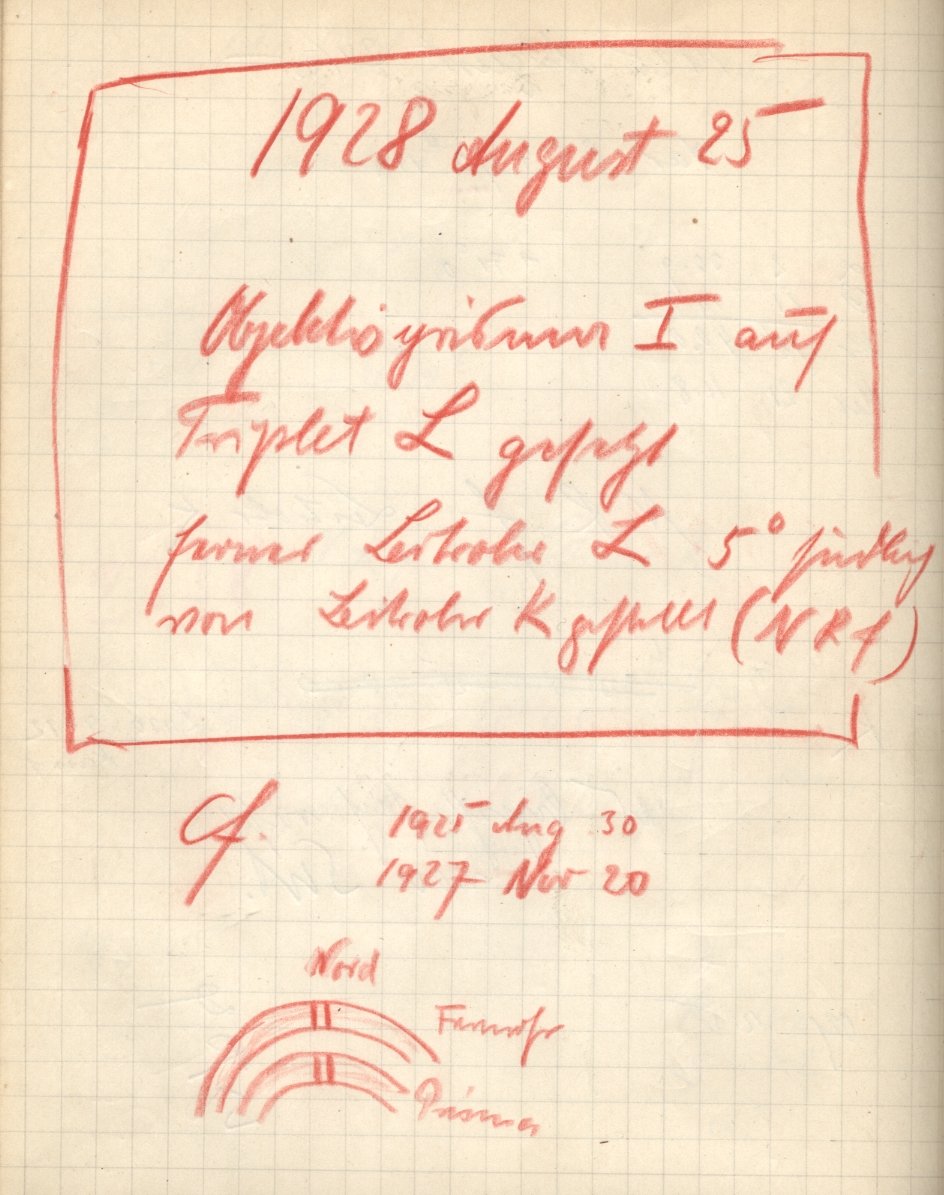 1928 August 25
Objektivprisma I auf
Triplet L gesetzt
ferner Leitrohr L 5° südlich
von Leitrohr K gestellt (NRf)
Cf. 1925 Aug 30
1927 Nov 20
Nord
Fernrohr
Prisma